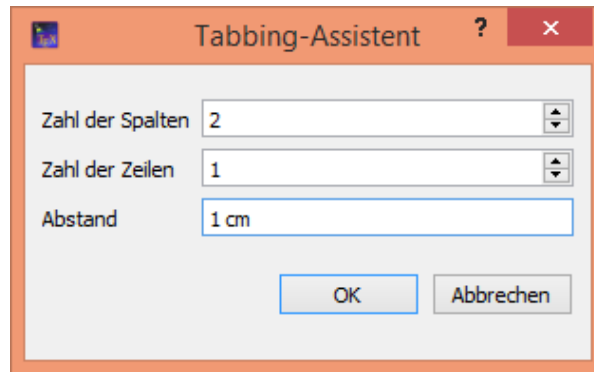 Tabbing-Assistent ? ×
Zahl der Spalten 2
Zahl der Zeilen 1
Abstand 1 cm
OK Abbrechen